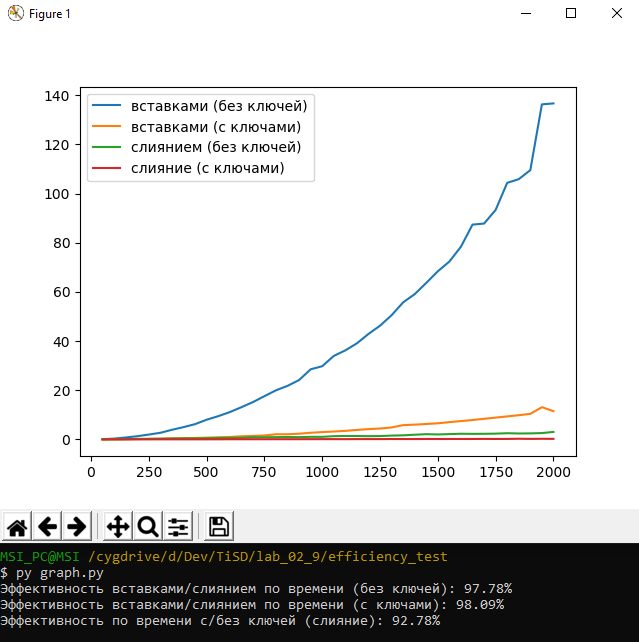 Figure 1
140
120
100
80
60
40
20
0
вставками (без ключей)
вставками (с ключами)
слиянием (без ключей)
слияние (с ключами)
0 250 500 750 1000 1250 1500 1750 2000
MSI_PC@MSI /cygdrive/d/Dev/TiSD/lab_02_9/efficiency_test
$ py graph.py
Эффективность вставки/слиянием по времени (без ключей): 97.78%
Эффективность вставками/слиянием по времени (с ключами): 98.09%
Эффективность по времени с/без ключей (слияние): 92.78%